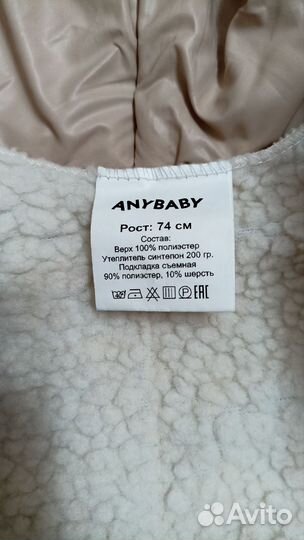 ANYBABY
Рост: 74 см
Состав:
Верх 100% полиэстер
Утеплитель синтепон 200 гр.
Подкладка съемная
90% полиэстер, 10% шерсть
EAC
Avito